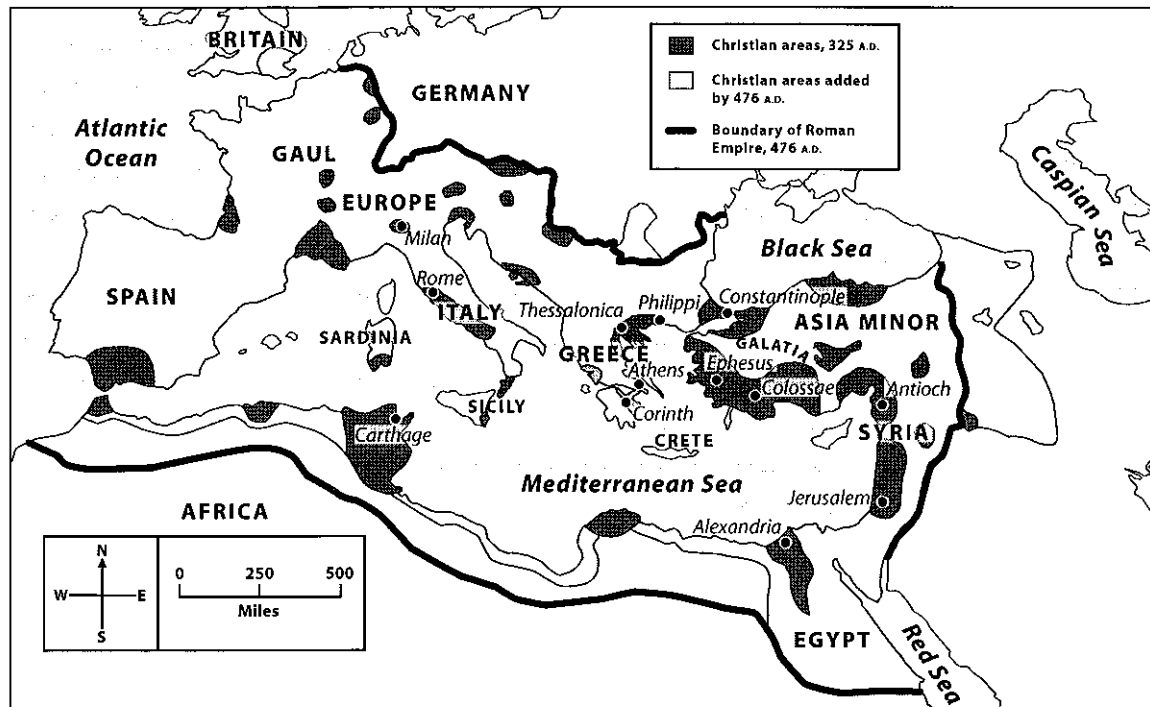 BRITAIN
GERMANY
Atlantic
Ocean
GAUL
EUROPE
Milan
SPAIN
Rome
ITALY
SARDINIA
SICILY
Thessalonica
Philippi
Constantinople
Black Sea
Caspian Sea
ASIA MINOR
GALATIA
GREECE
Ephesus
Athens
Colossae
Antioch
Corinth
SYRIA
CRETE
Carthage
Mediterranean Sea
Jerusalem
Alexandria
AFRICA
EGYPT
Red Sea
Christian areas, 325 A.D.
Christian areas added
by 476 A.D.
Boundary of Roman
Empire, 476 A.D.
N
W E
S
0 250 500
Miles